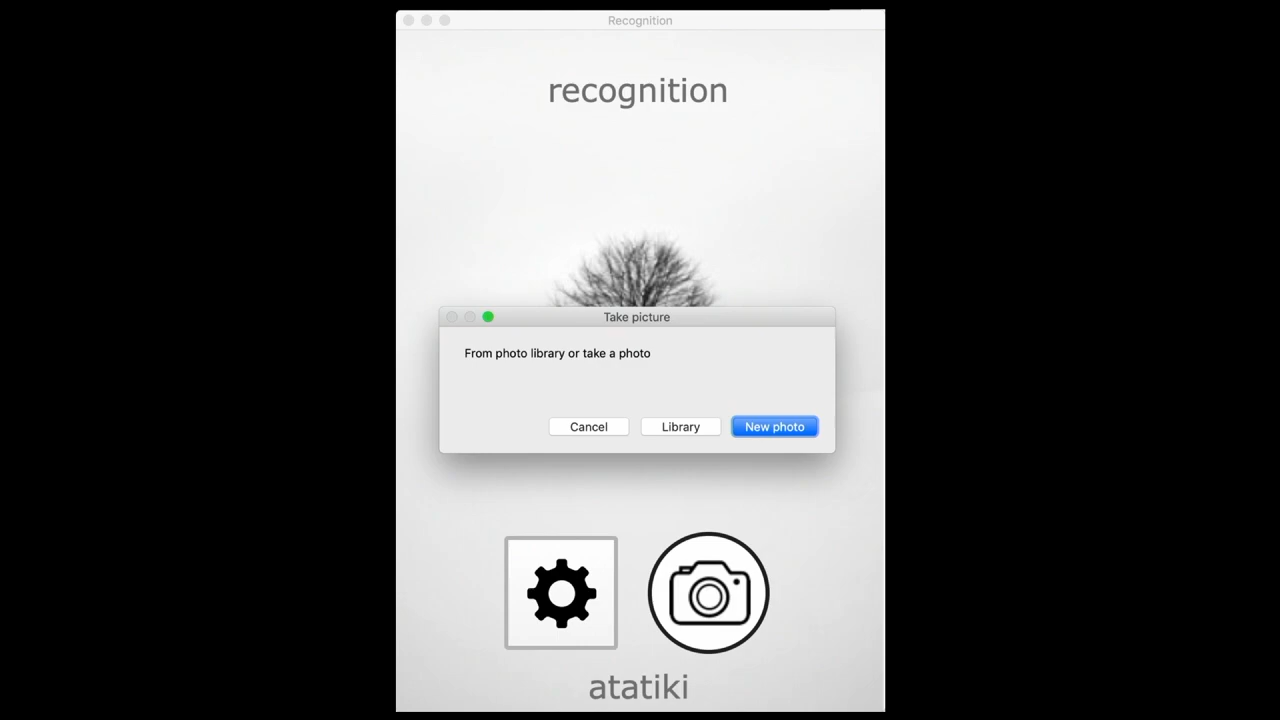 Recognition
recognition
Take picture
From photo library or take a photo
Cancel Library New photo
atatiki